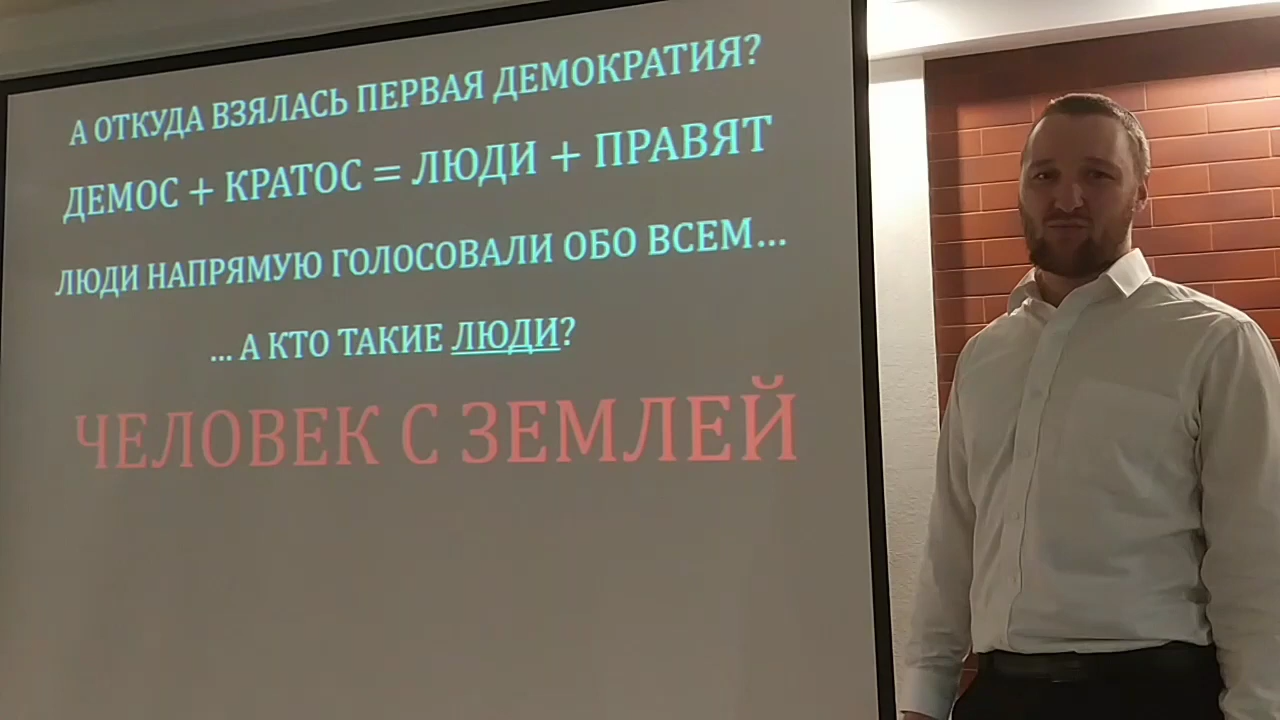 А ОТКУДА ВЗЯЛАСЬ ПЕРВАЯ ДЕМОКРАТИЯ?
ДЕМОС + КРАТОС = ЛЮДИ + ПРАВЯТ
ЛЮДИ НАПРЯМУЮ ГОЛОСОВАЛИ ОБО ВСЕМ...
... А КТО ТАКИЕ ЛЮДИ?
ЧЕЛОВЕК С ЗЕМЛЕЙ